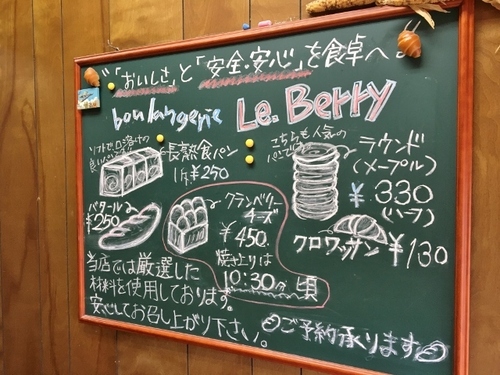 「おいしさ」と「安全・安心」を食卓へ。
boulangerie Le. Berry
ソフトで口溶けの
良い
長熟食パン
1斤 ¥250
こちらも人気の
パンです
ラウンド
(メープル)
¥330
(ハーフ)
バタール
¥250
クランベリー
チーズ
¥450
焼き上りは
10:30分頃
クロワッサン ¥130
当店では厳選した
材料を使用しております。
安心してお召し上がり下さい。
ご予約承ります